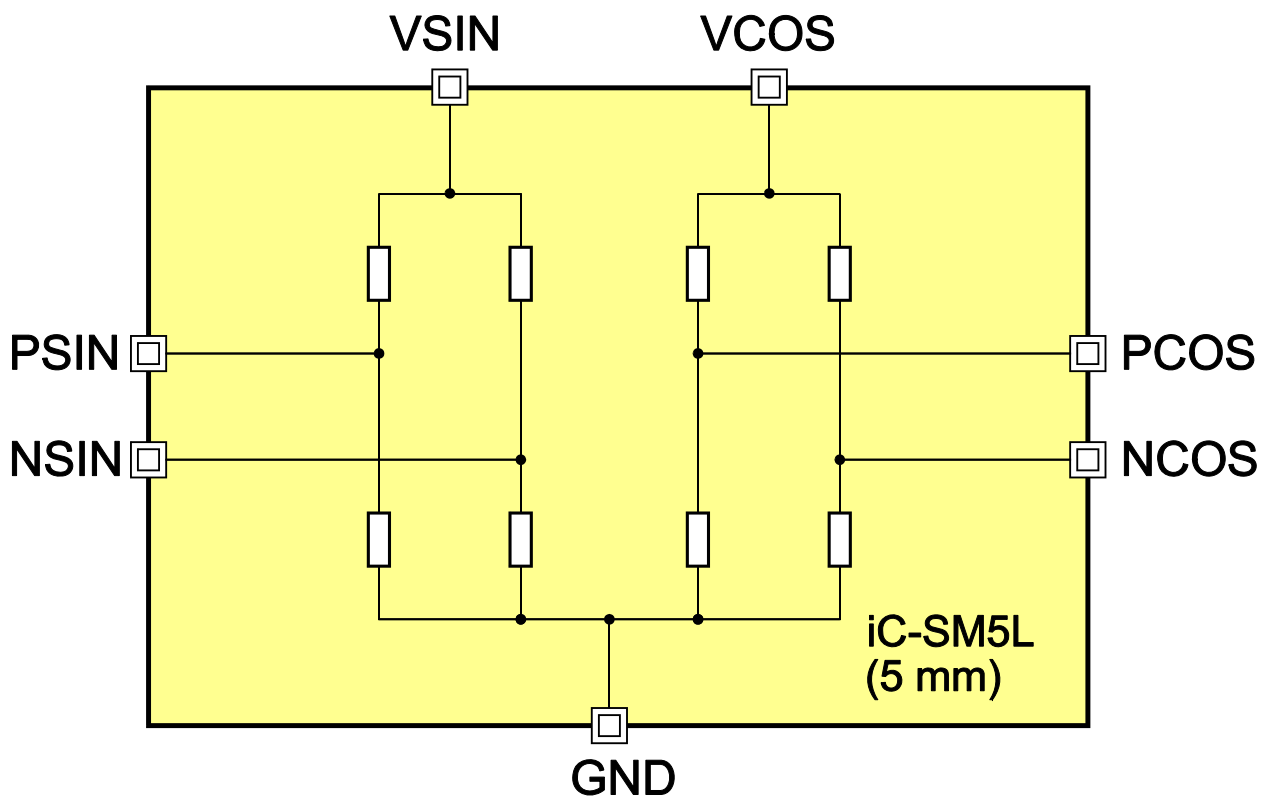 VSIN
VCOS
PSIN
PCOS
NSIN
NCOS
iC-SM5L
(5 mm)
GND